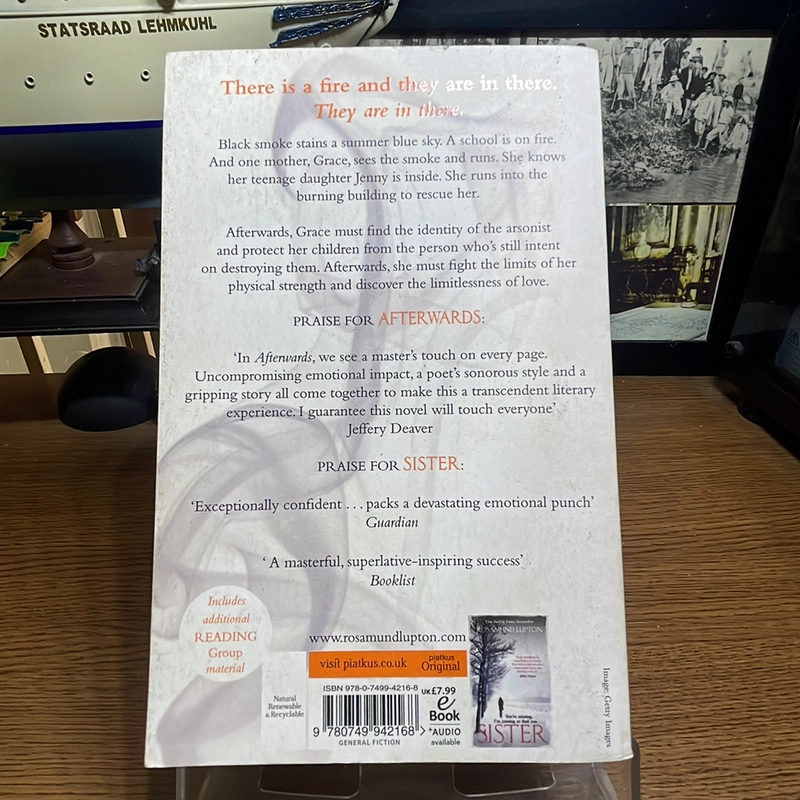 STATSRAAD LEHMKUHL
There is a fire and they are in there.
They are in there.
Black smoke stains a summer blue sky. A school is on fire.
And one mother, Grace, sees the smoke and runs. She knows
her teenage daughter Jenny is inside. She runs into the
burning building to rescue her.
Afterwards, Grace must find the identity of the arsonist
and protect her children from the person who's still intent
on destroying them. Afterwards, she must fight the limits of her
physical strength and discover the limitlessness of love.
PRAISE FOR AFTERWARDS:
'In Afterwards, we see a master's touch on every page.
Uncompromising emotional impact, a poet's sonorous style and a
gripping story all come together to make this a transcendent literary
experience. I guarantee this novel will touch everyone'
Jeffery Deaver
PRAISE FOR SISTER:
'Exceptionally confident . . . packs a devastating emotional punch'
Guardian
' A masterful, superlative-inspiring success'
Booklist
Includes
additional
READING
Group
material
www.rosamundlupton.com
visit piatkus.co.uk
piatkus
Original
Natural
Renewable
& Recyclable
ISBN 978-0-7499-4216-8
9 780749 942168 >
GENERAL FICTION
UK £7.99
e
Book
+AUDIO
available
ROSAMUND LUPTON
You're missing.
I'm coming to find you
SISTER
Image: Getty Images